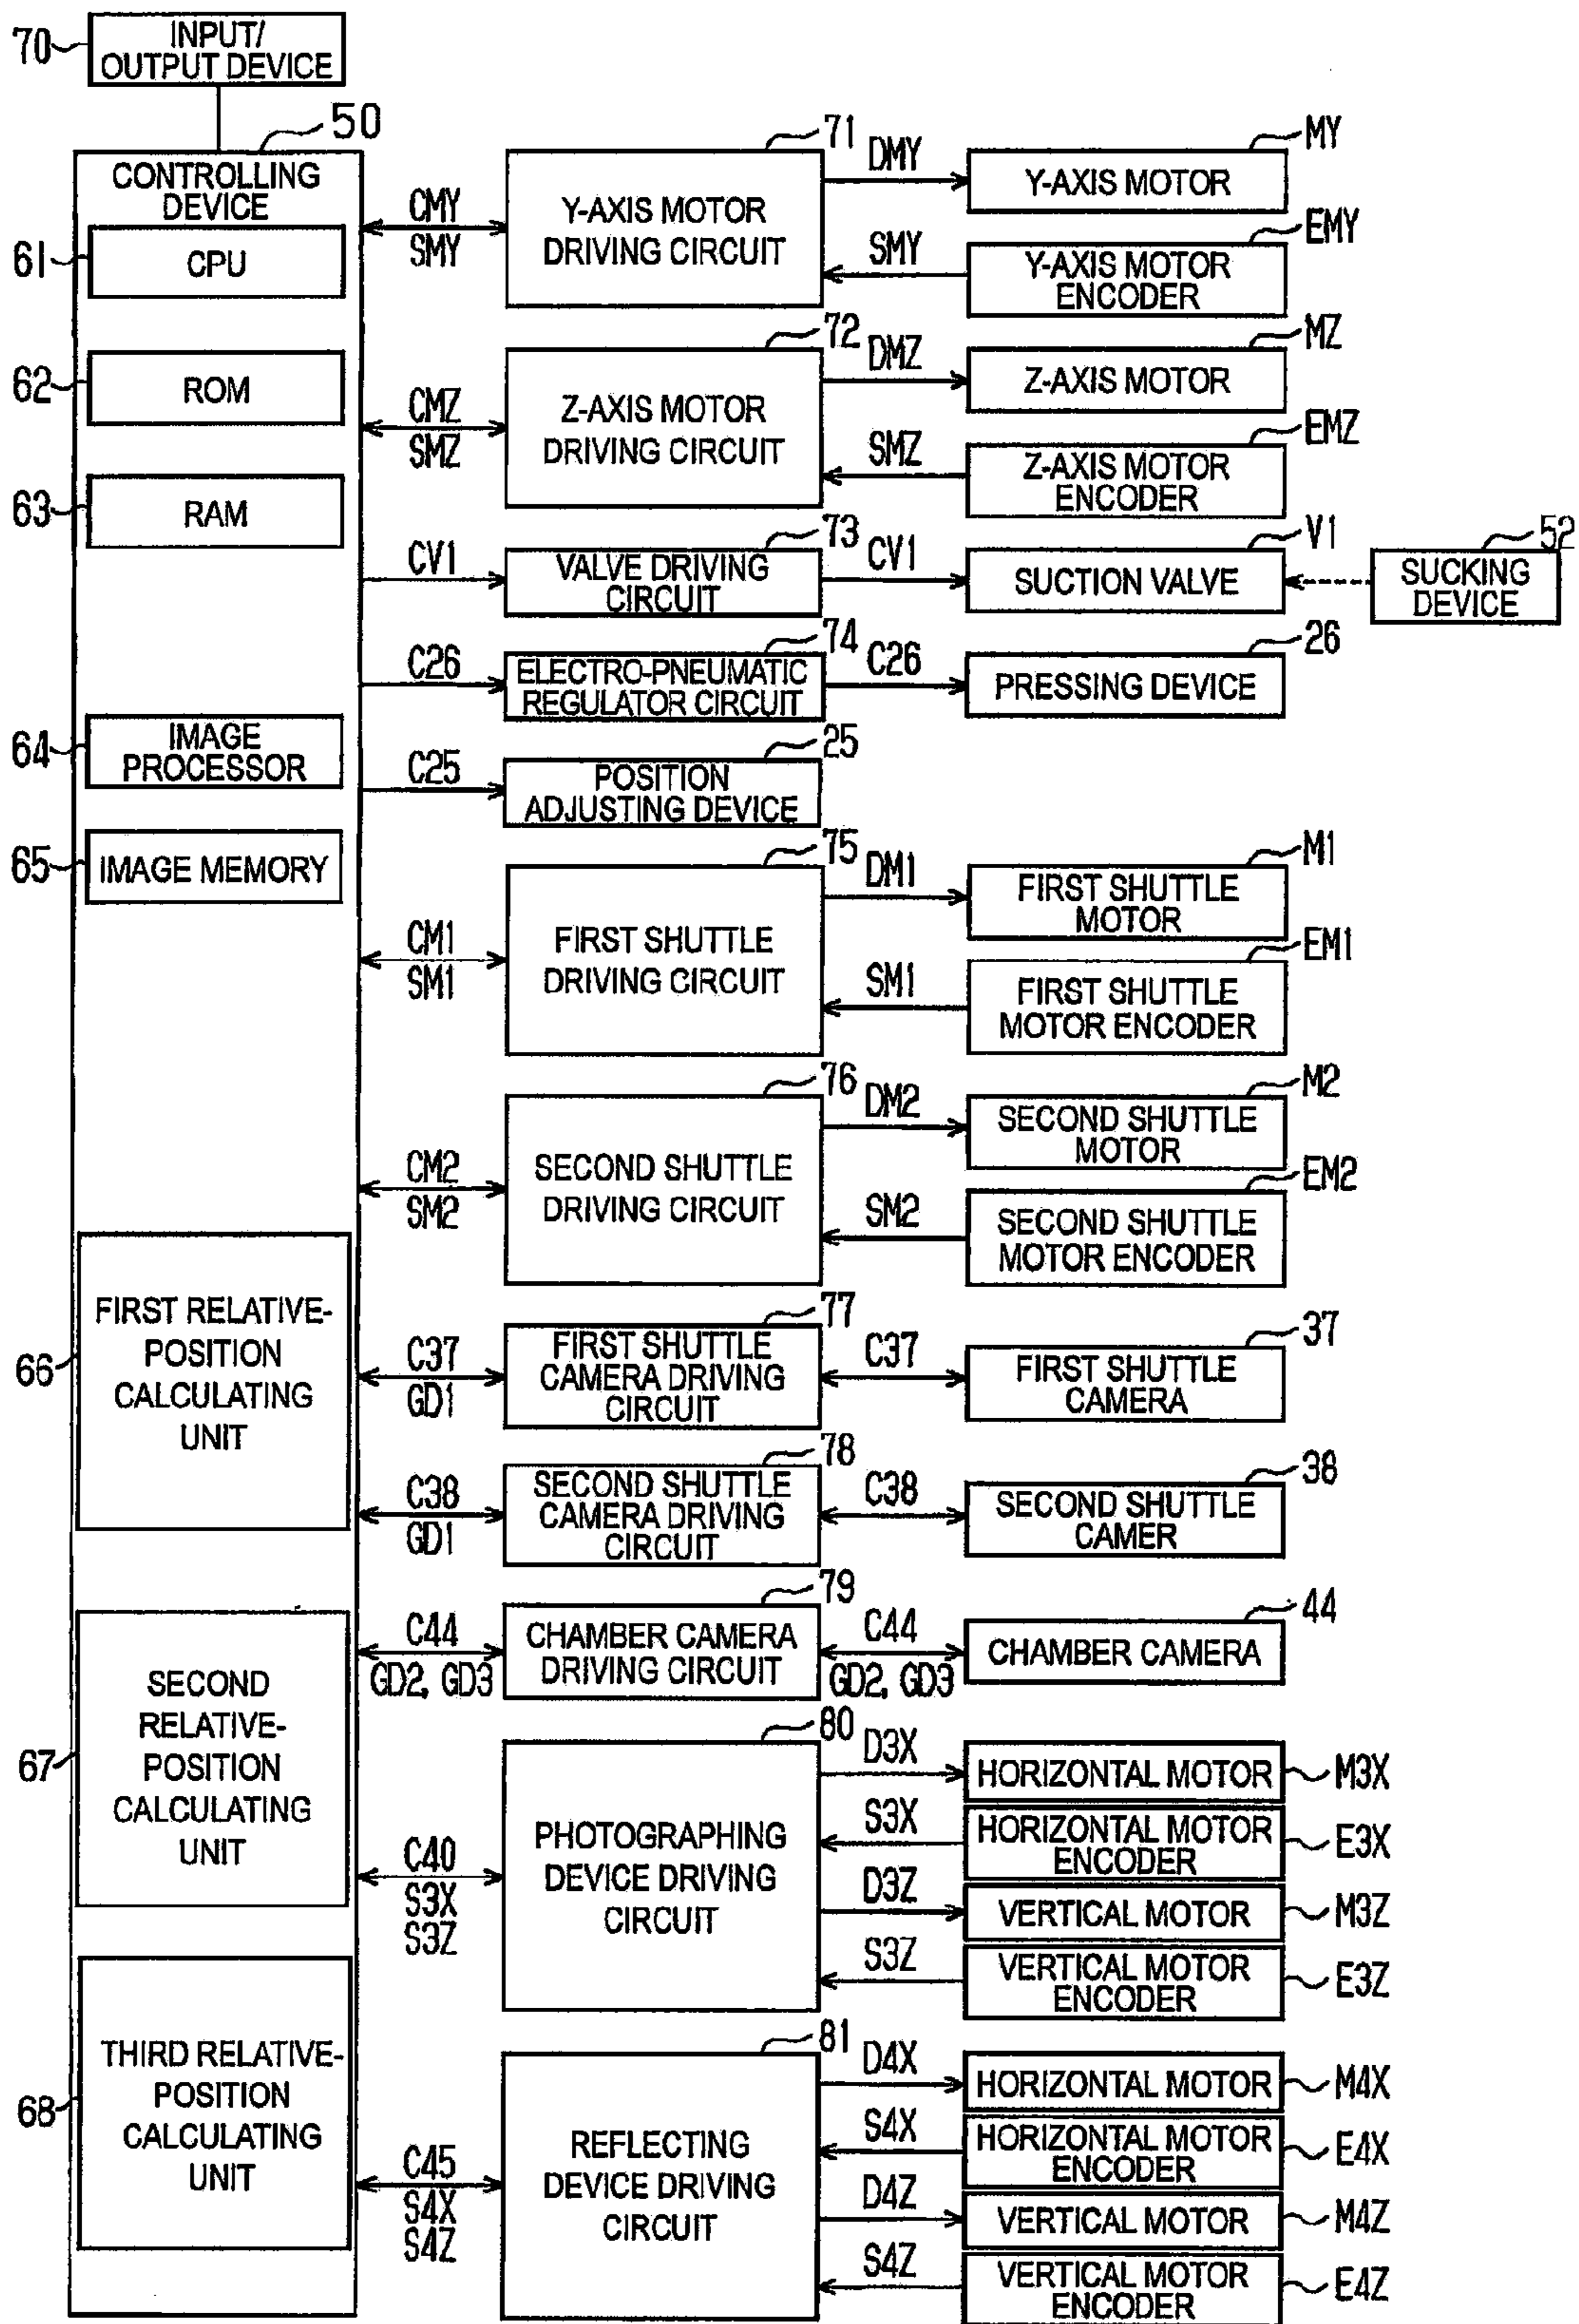 70
INPUT/
OUTPUT DEVICE
50
CONTROLLING
DEVICE
61
CPU
62
ROM
63
RAM
64
IMAGE
PROCESSOR
65
IMAGE MEMORY
66
FIRST RELATIVE-
POSITION
CALCULATING
UNIT
67
SECOND
RELATIVE-
POSITION
CALCULATING
UNIT
68
THIRD RELATIVE-
POSITION
CALCULATING
UNIT
CMY
SMY
71
Y-AXIS MOTOR
DRIVING CIRCUIT
DMY
SMY
MY
Y-AXIS MOTOR
EMY
Y-AXIS MOTOR
ENCODER
CMZ
SMZ
72
Z-AXIS MOTOR
DRIVING CIRCUIT
DMZ
SMZ
MZ
Z-AXIS MOTOR
EMZ
Z-AXIS MOTOR
ENCODER
CV1
73
VALVE DRIVING
CIRCUIT
CV1
V1
SUCTION VALVE
52
SUCKING
DEVICE
C26
74
ELECTRO-PNEUMATIC
REGULATOR CIRCUIT
C26
26
PRESSING DEVICE
C25
25
POSITION
ADJUSTING DEVICE
CM1
SM1
75
FIRST SHUTTLE
DRIVING CIRCUIT
DM1
SM1
M1
FIRST SHUTTLE
MOTOR
EM1
FIRST SHUTTLE
MOTOR ENCODER
CM2
SM2
76
SECOND SHUTTLE
DRIVING CIRCUIT
DM2
SM2
M2
SECOND SHUTTLE
MOTOR
EM2
SECOND SHUTTLE
MOTOR ENCODER
C37
GD1
77
FIRST SHUTTLE
CAMERA DRIVING
CIRCUIT
C37
37
FIRST SHUTTLE
CAMERA
C38
GD1
78
SECOND SHUTTLE
CAMERA DRIVING
CIRCUIT
C38
38
SECOND SHUTTLE
CAMER
C44
GD2, GD3
79
CHAMBER CAMERA
DRIVING CIRCUIT
C44
GD2, GD3
44
CHAMBER CAMERA
C40
S3X
S3Z
80
PHOTOGRAPHING
DEVICE DRIVING
CIRCUIT
D3X
S3X
D3Z
S3Z
HORIZONTAL MOTOR
M3X
HORIZONTAL MOTOR
ENCODER
E3X
VERTICAL MOTOR
M3Z
VERTICAL MOTOR
ENCODER
E3Z
C45
S4X
S4Z
81
REFLECTING
DEVICE DRIVING
CIRCUIT
D4X
S4X
D4Z
S4Z
HORIZONTAL MOTOR
M4X
HORIZONTAL MOTOR
ENCODER
E4X
VERTICAL MOTOR
M4Z
VERTICAL MOTOR
ENCODER
E4Z